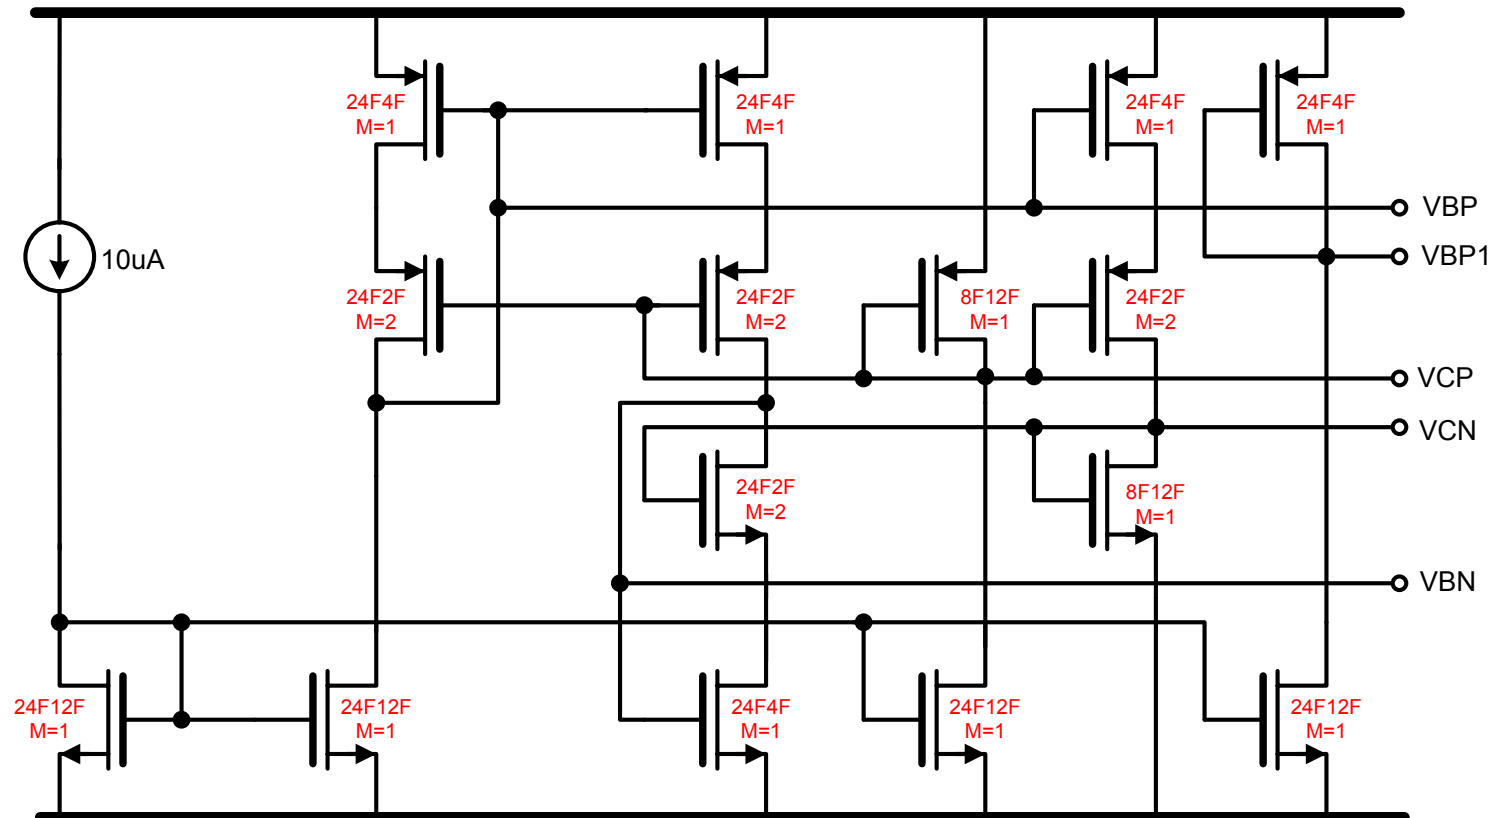 24F4F
M=1
24F4F
M=1
24F4F
M=1
24F4F
M=1
VBP
10uA
VBP1
24F2F
M=2
24F2F
M=2
8F12F
M=1
24F2F
M=2
VCP
VCN
24F2F
M=2
8F12F
M=1
VBN
24F12F
M=1
24F12F
M=1
24F4F
M=1
24F12F
M=1
24F12F
M=1